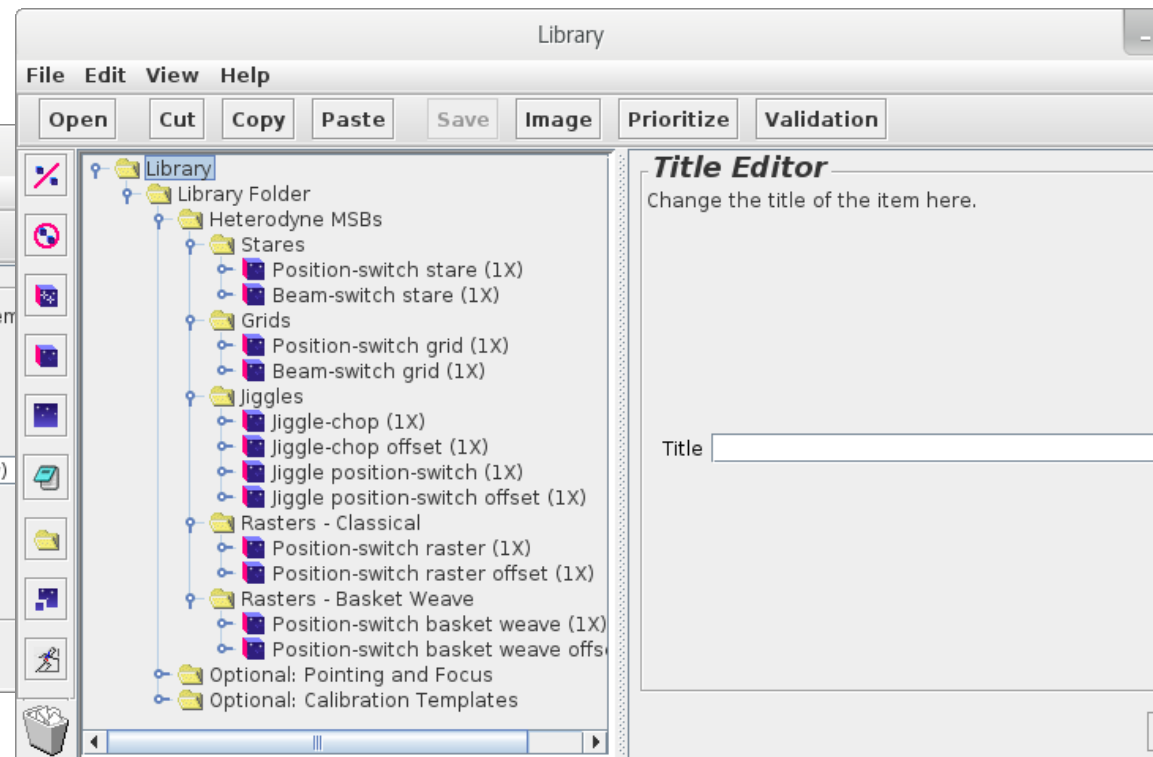 Library
File Edit View Help
Open Cut Copy Paste Save Image Prioritize Validation
Library
Library Folder
Heterodyne MSBs
Stares
Position-switch stare (1X)
Beam-switch stare (1X)
Grids
Position-switch grid (1X)
Beam-switch grid (1X)
Jiggles
Jiggle-chop (1X)
Jiggle-chop offset (1X)
Jiggle position-switch (1X)
Jiggle position-switch offset (1X)
Rasters - Classical
Position-switch raster (1X)
Position-switch raster offset (1X)
Rasters - Basket Weave
Position-switch basket weave (1X)
Position-switch basket weave
Optional: Pointing and Focus
Optional: Calibration Templates
Title Editor
Change the title of the item here.
Title